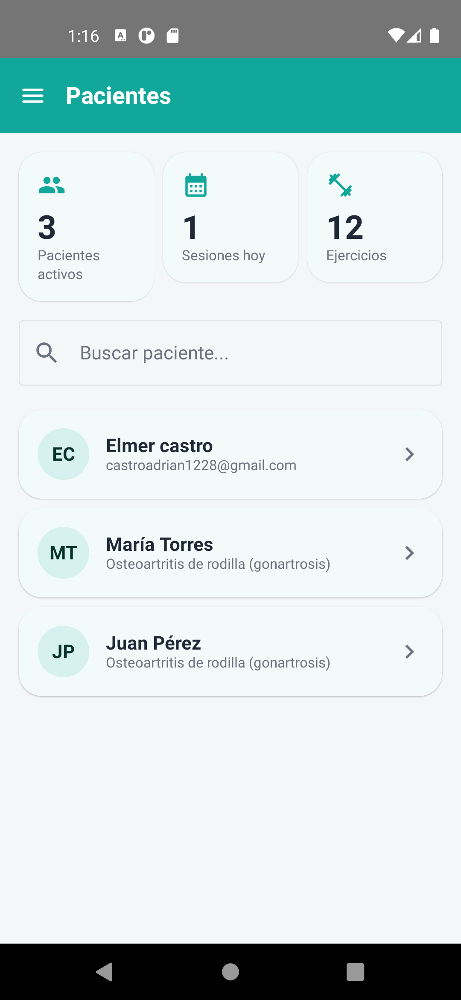 1:16
Pacientes
3
Pacientes
activos
1
Sesiones hoy
12
Ejercicios
Buscar paciente...
EC
Elmer castro
castroadrian1228@gmail.com
MT
María Torres
Osteoartritis de rodilla (gonartrosis)
JP
Juan Pérez
Osteoartritis de rodilla (gonartrosis)